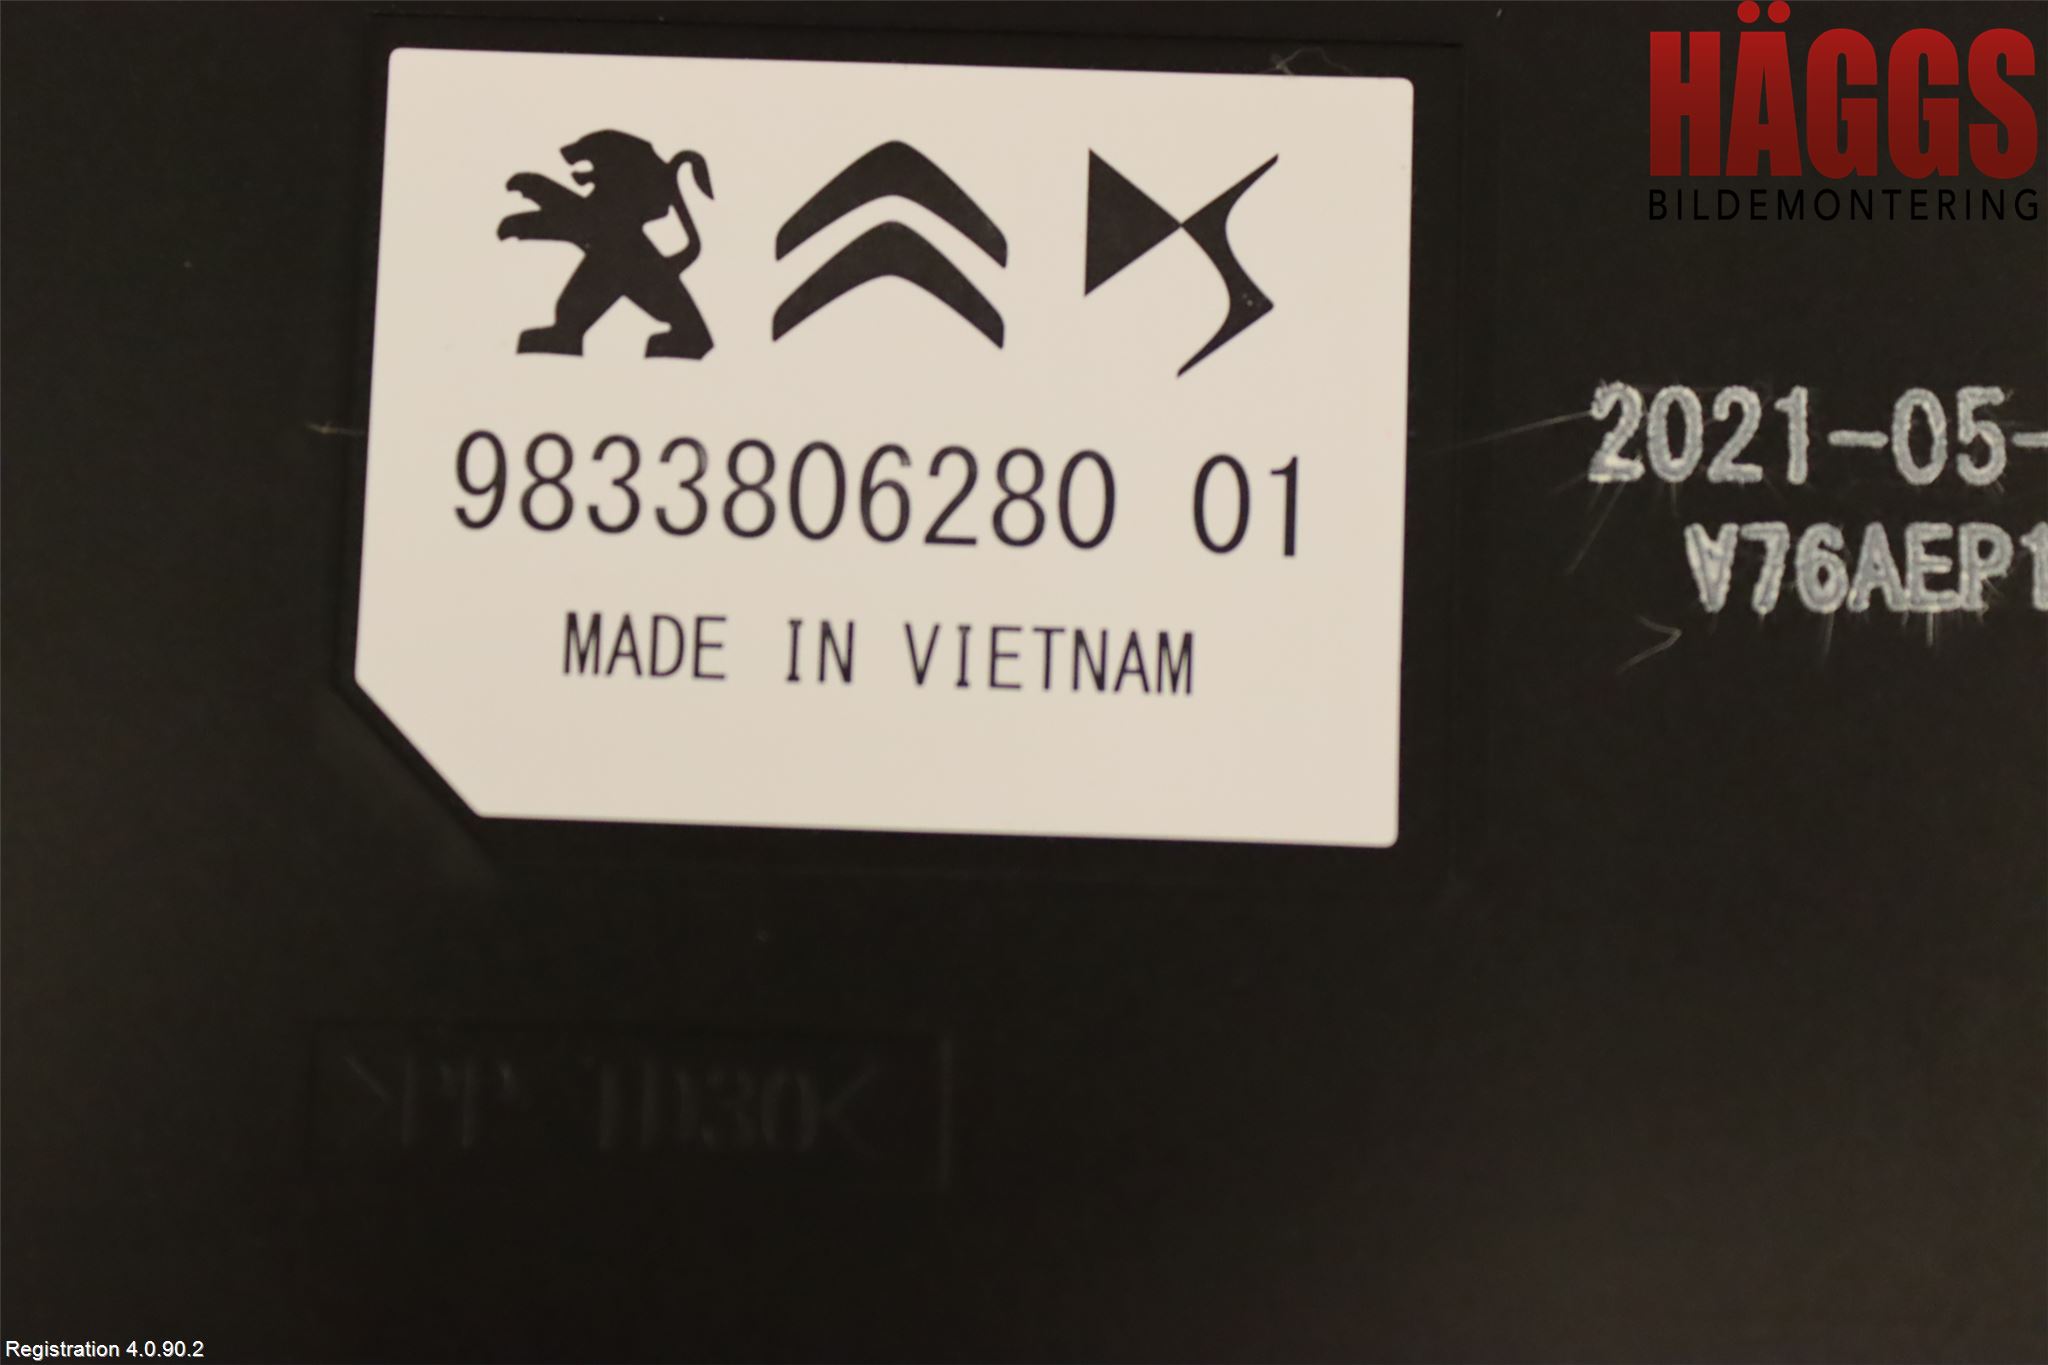 HÄGGS
BILDEMONTERING
9833806280 01
MADE IN VIETNAM
2021-05-
V76AEP1
Registration 4.0.90.2